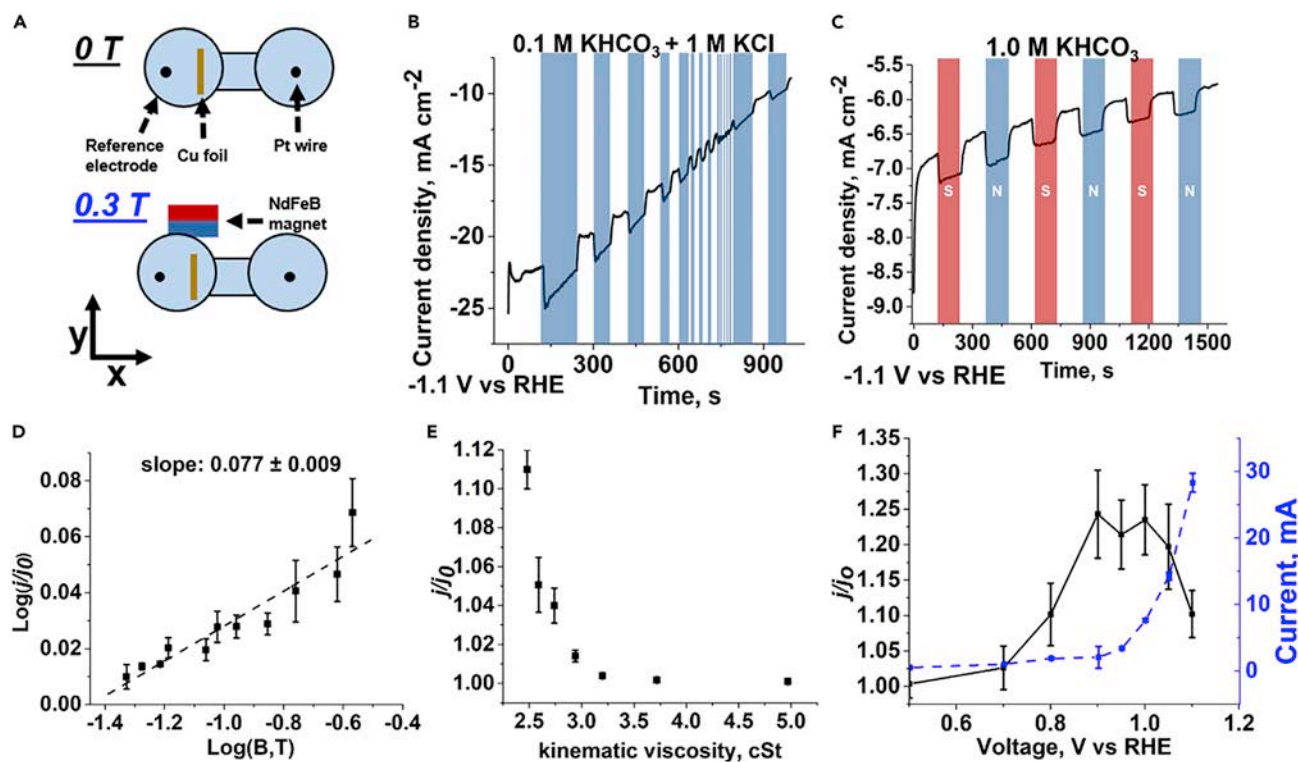 A
0 T
Reference
electrode
Cu foil
Pt wire
0.3 T
NdFeB
magnet
y
x
B
0.1 M KHCO3 + 1 M KCl
Current density, mA cm-2
-10
-15
-20
-25
0
300
600
900
-1.1 V vs RHE
Time, s
C
1.0 M KHCO3
Current density, mA cm-2
-5.5
-6.0
-6.5
-7.0
-7.5
-8.0
-8.5
-9.0
S
N
S
N
S
N
0
300
600
900
1200
1500
-1.1 V vs RHE
Time, s
D
slope: 0.077 ± 0.009
Log(j/j0)
0.08
0.06
0.04
0.02
0.00
-1.4
-1.2
-1.0
-0.8
-0.6
-0.4
Log(B,T)
E
j/j0
1.12
1.10
1.08
1.06
1.04
1.02
1.00
2.5
3.0
3.5
4.0
4.5
5.0
kinematic viscosity, cSt
F
j/jo
1.35
1.30
1.25
1.20
1.15
1.10
1.05
1.00
30
20
10
0
Current, mA
0.6
0.8
1.0
1.2
Voltage, V vs RHE